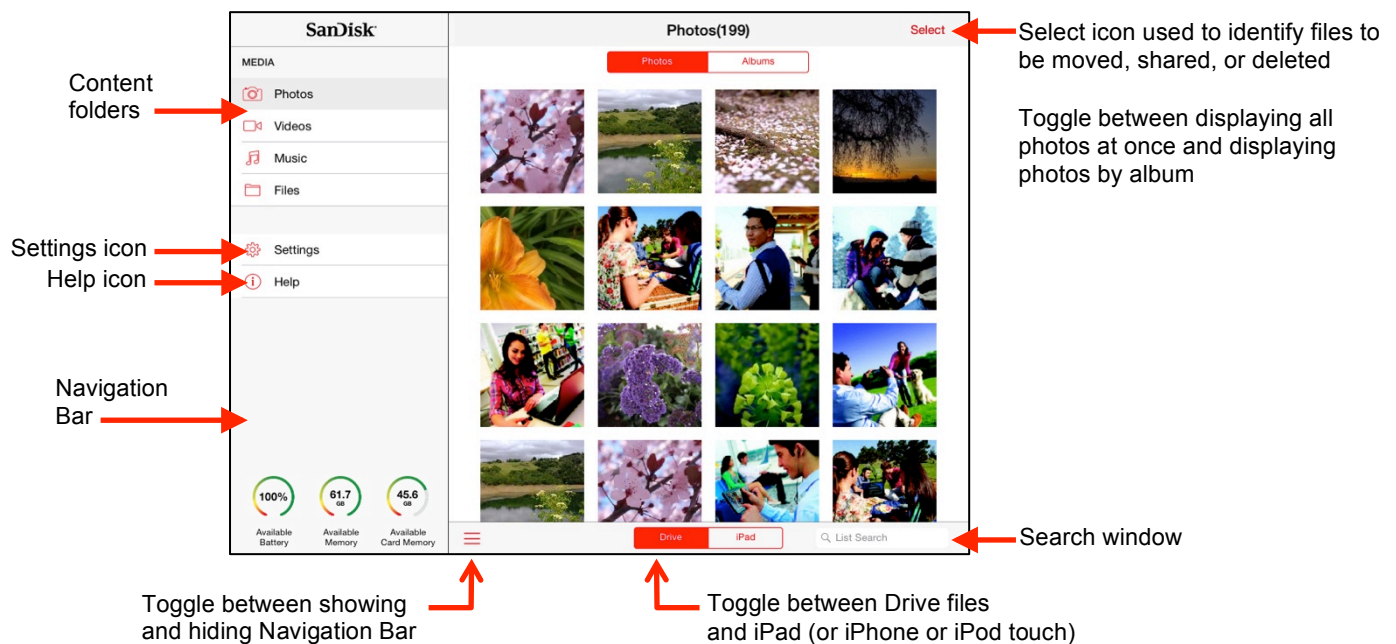 SanDisk
Photos(199)
Select
Select icon used to identify files to
be moved, shared, or deleted
MEDIA
Photos
Albums
Content
folders
Photos
Videos
Music
Files
Toggle between displaying all
photos at once and displaying
photos by album
Settings icon
Settings
Help icon
Help
Navigation
Bar
100%
61.7
GB
45.6
GB
Available
Battery
Available
Memory
Available
Card Memory
Drive
iPad
List Search
Search window
Toggle between showing
and hiding Navigation Bar
Toggle between Drive files
and iPad (or iPhone or iPod touch)